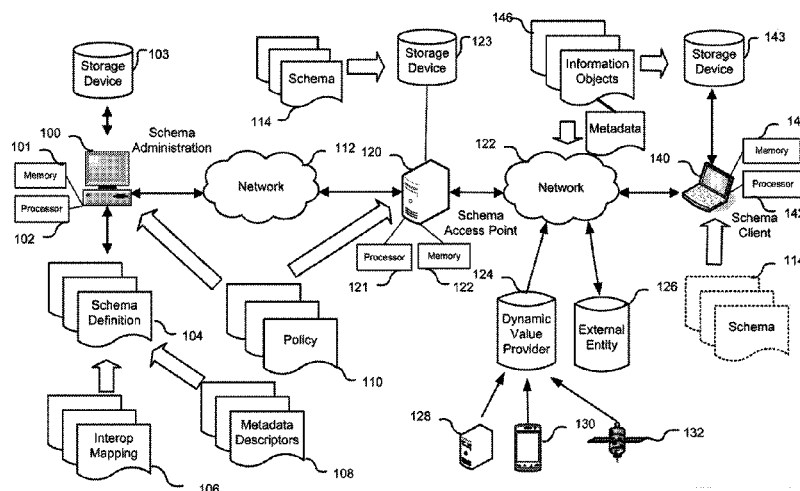 146
103
123
143
Storage
Device
Schema
Storage
Device
Information
Objects
Storage
Device
114
Metadata
100
Schema
Administration
101
112
120
122
140
Memory
Memory
Network
Network
Processor
Processor
102
Schema
Access Point
Schema
Client
Processor
Memory
124
126
121
122
Schema
Definition
104
Dynamic
Value
Provider
External
Entity
Schema
Policy
110
128
130
132
Interop
Mapping
Metadata
Descriptors
106
108